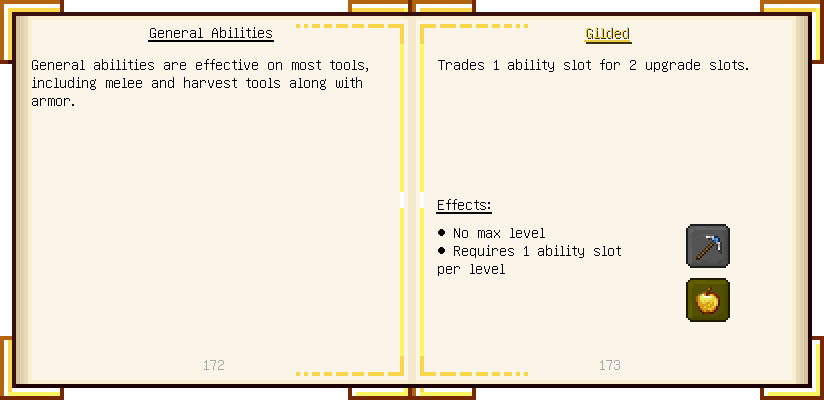 General Abilities
General abilities are effective on most tools,
including melee and harvest tools along with
armor.
172
Gilded
Trades 1 ability slot for 2 upgrade slots.
Effects:
● No max level
● Requires 1 ability slot
per level
173